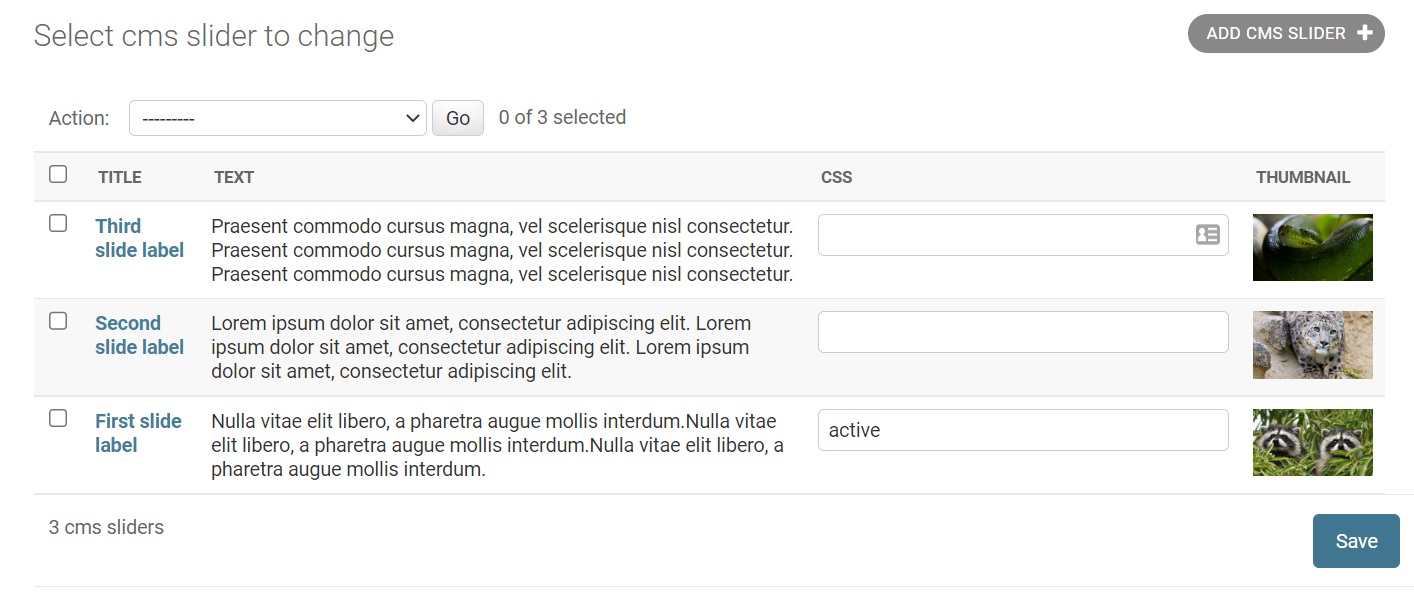 Select cms slider to change
ADD CMS SLIDER
Action: --------- Go 0 of 3 selected
TITLE TEXT CSS THUMBNAIL
Third
slide label
Praesent commodo cursus magna, vel scelerisque nisl consectetur.
Praesent commodo cursus magna, vel scelerisque nisl consectetur.
Praesent commodo cursus magna, vel scelerisque nisl consectetur.
Second
slide label
Lorem ipsum dolor sit amet, consectetur adipiscing elit. Lorem
ipsum dolor sit amet, consectetur adipiscing elit. Lorem ipsum
dolor sit amet, consectetur adipiscing elit.
First slide
label
Nulla vitae elit libero, a pharetra augue mollis interdum.Nulla vitae
elit libero, a pharetra augue mollis interdum.Nulla vitae elit libero, a
pharetra augue mollis interdum.
active
3 cms sliders
Save